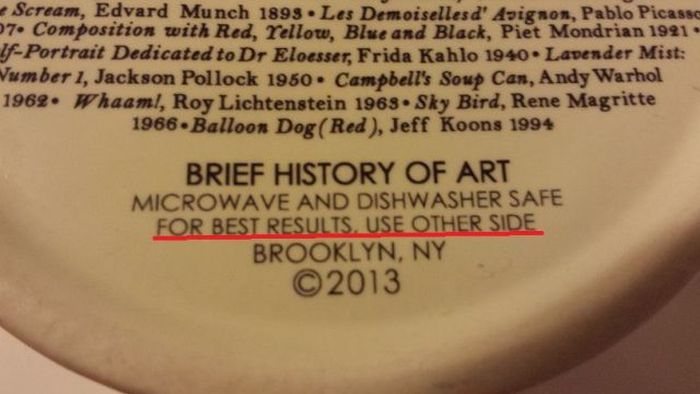 e Scream, Edvard Munch 1893 • Les Demoiselles d' Avignon, Pablo Picasso
07• Composition with Red, Yellow, Blue and Black, Piet Mondrian 1921 •
lf-Portrait Dedicated to Dr Eloesser, Frida Kahlo 1940 • Lavender Mist:
Number 1, Jackson Pollock 1950 • Campbell's Soup Can, Andy Warhol
1962• Whaam!, Roy Lichtenstein 1963 • Sky Bird, Rene Magritte
1966 • Balloon Dog (Red), Jeff Koons 1994
BRIEF HISTORY OF ART
MICROWAVE AND DISHWASHER SAFE
FOR BEST RESULTS, USE OTHER SIDE
BROOKLYN, NY
©2013